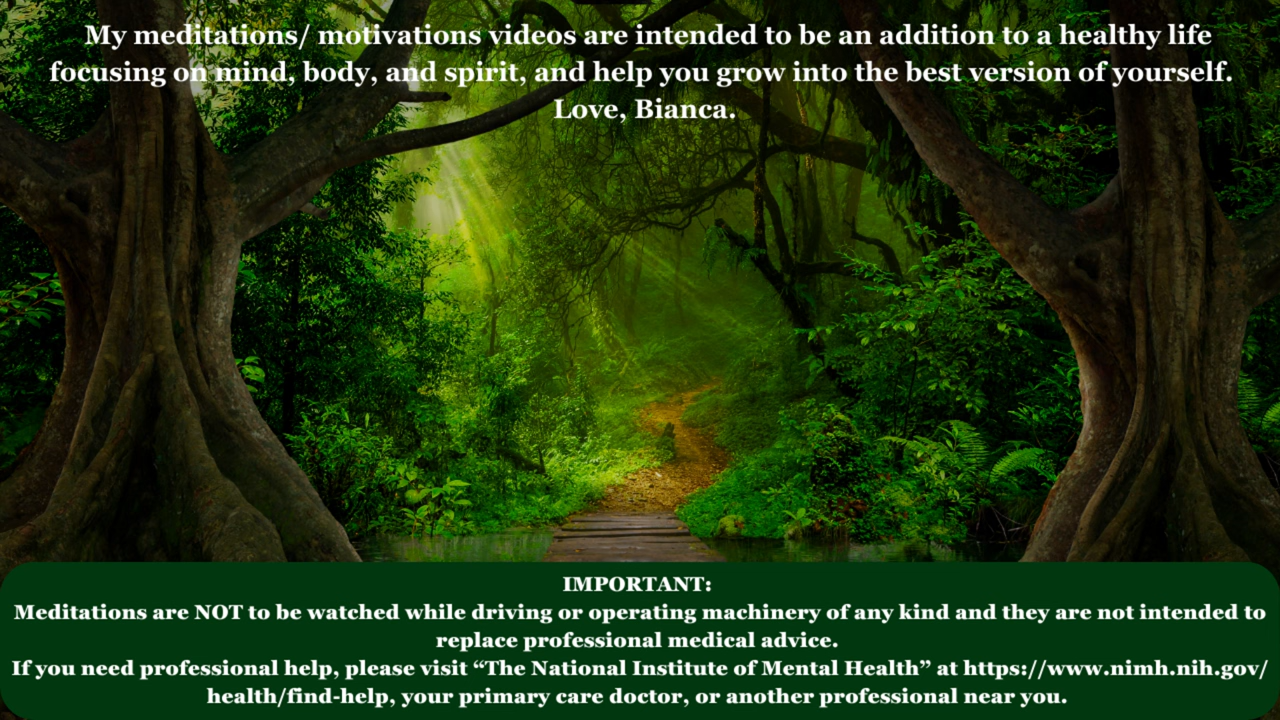 My meditations/ motivations videos are intended to be an addition to a healthy life
focusing on mind, body, and spirit, and help you grow into the best version of yourself.
Love, Bianca.
IMPORTANT:
Meditations are NOT to be watched while driving or operating machinery of any kind and they are not intended to
replace professional medical advice.
If you need professional help, please visit “The National Institute of Mental Health” at https://www.nimh.nih.gov/
health/find-help, your primary care doctor, or another professional near you.